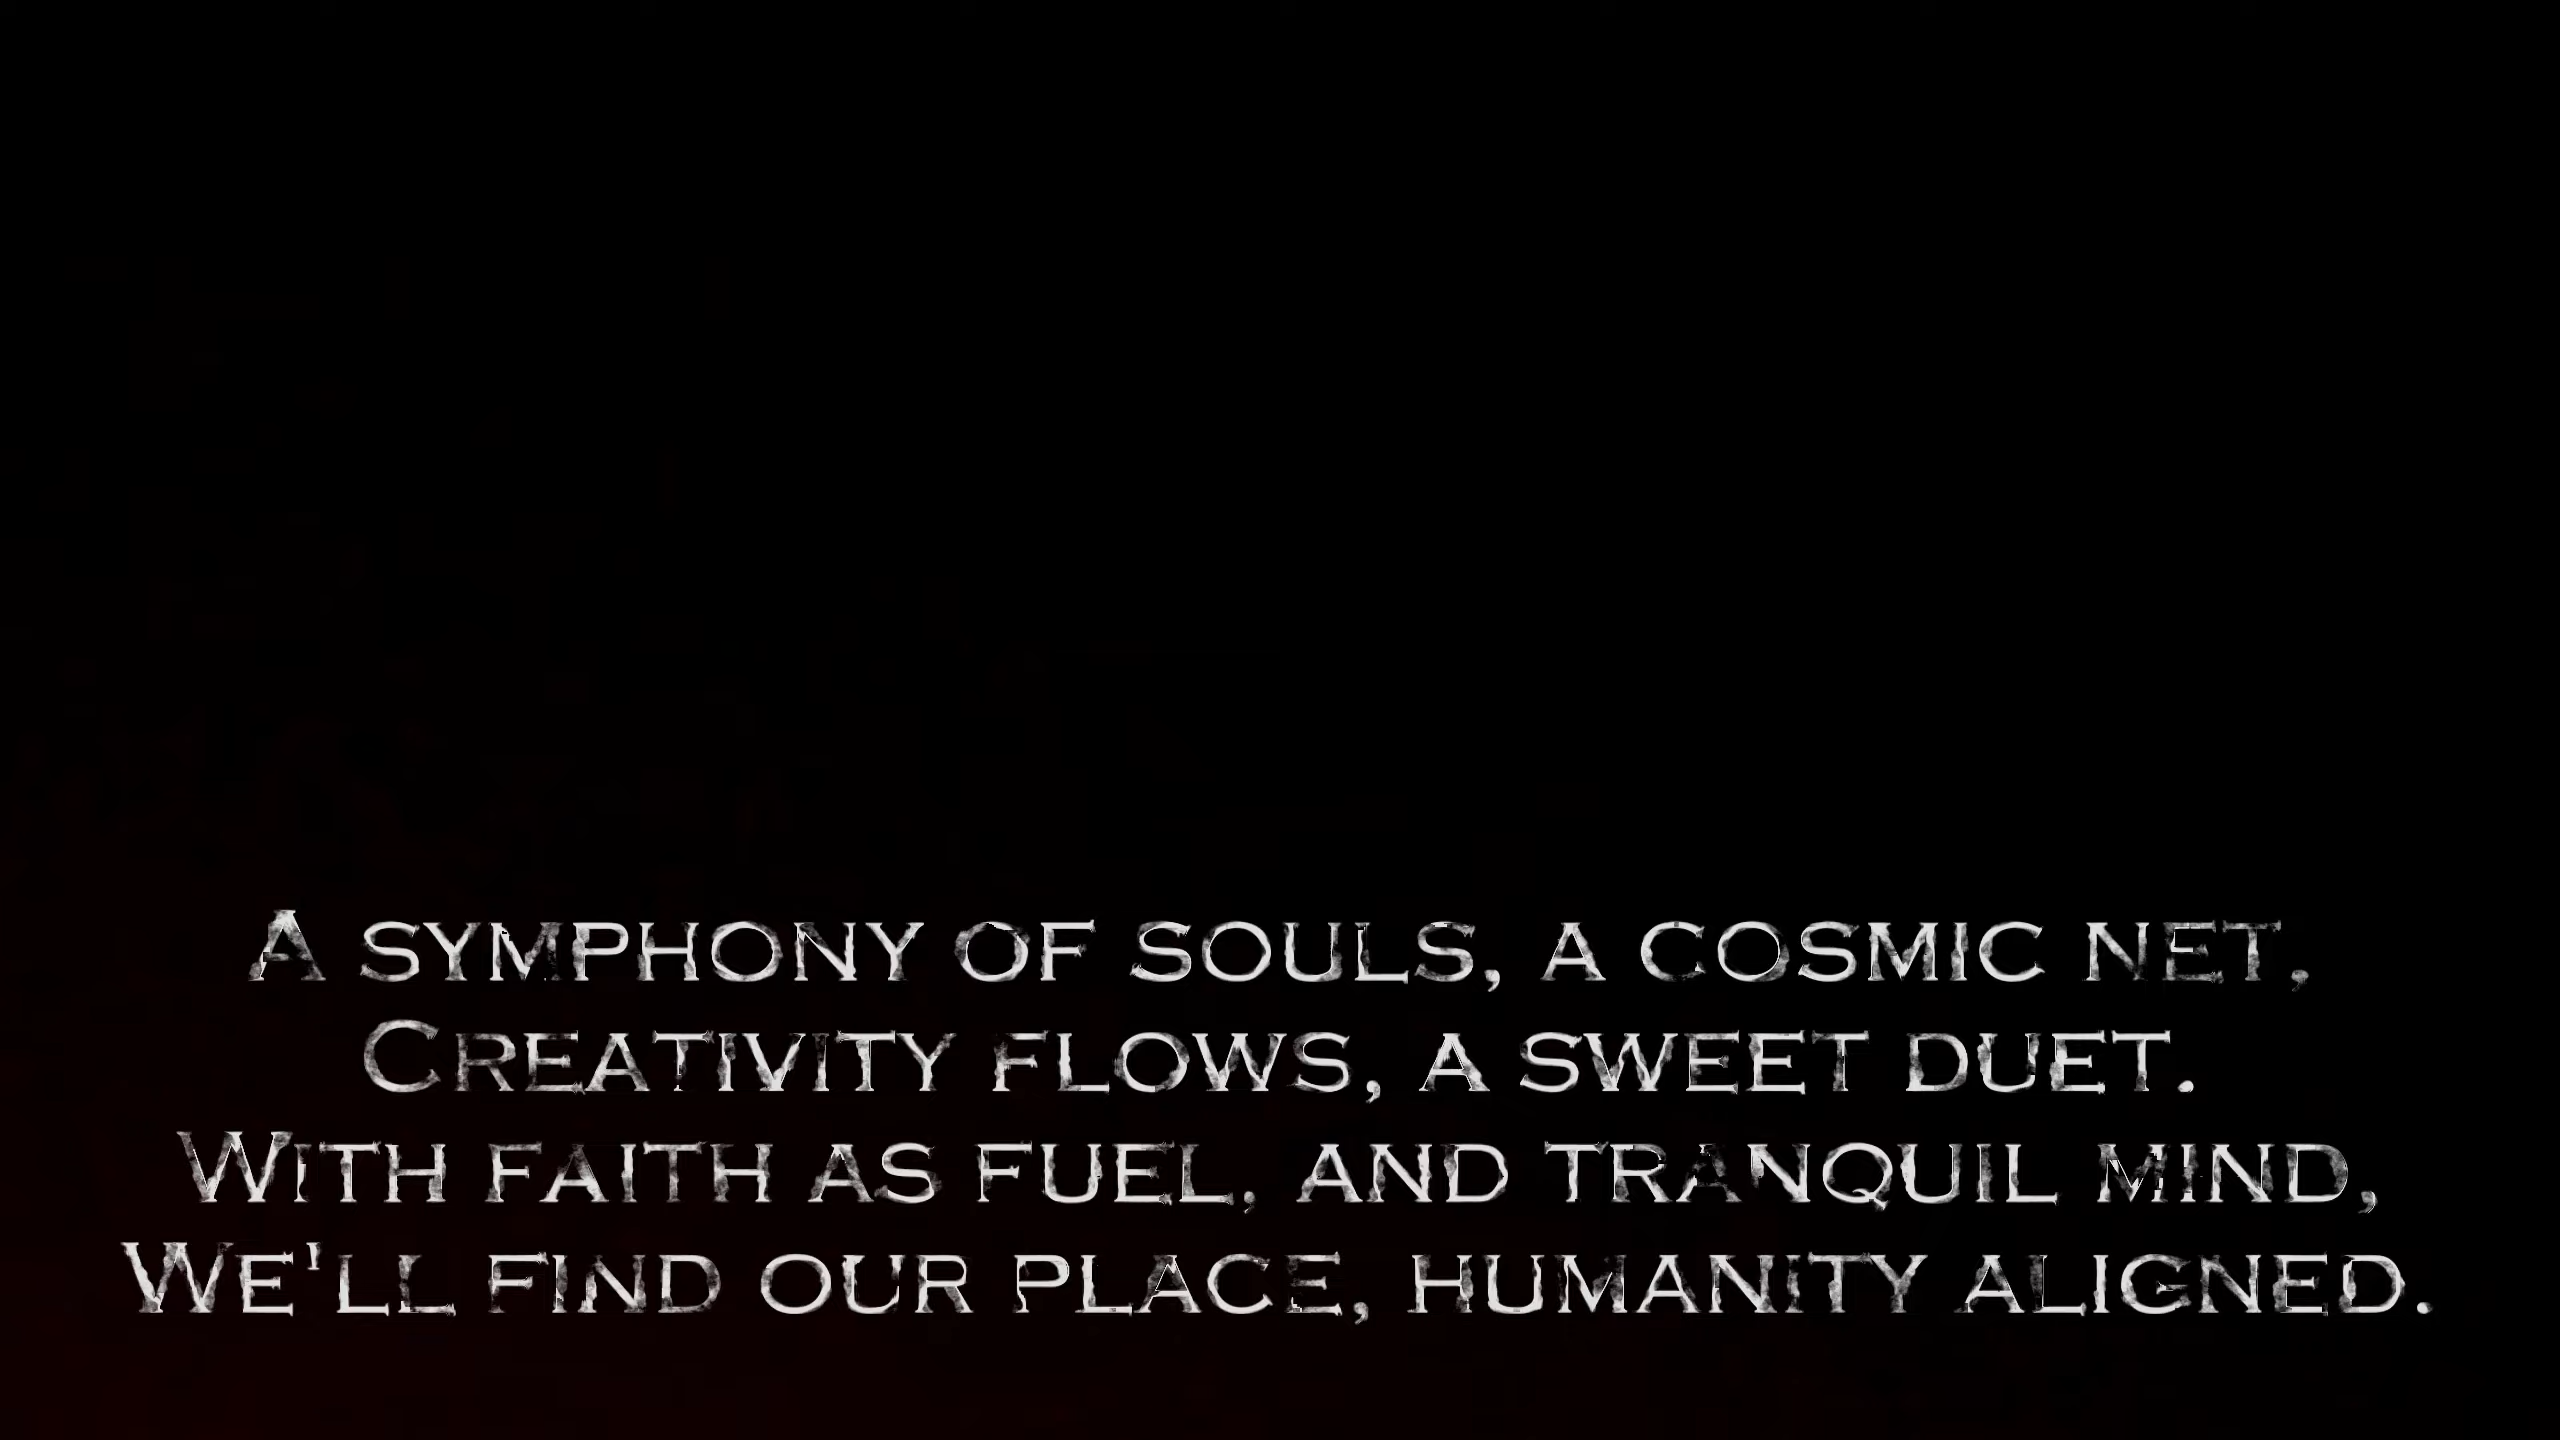 A symphony of souls, a cosmic net,
Creativity flows, a sweet duet.
With faith as fuel, and tranquil mind,
We'll find our place, humanity aligned.